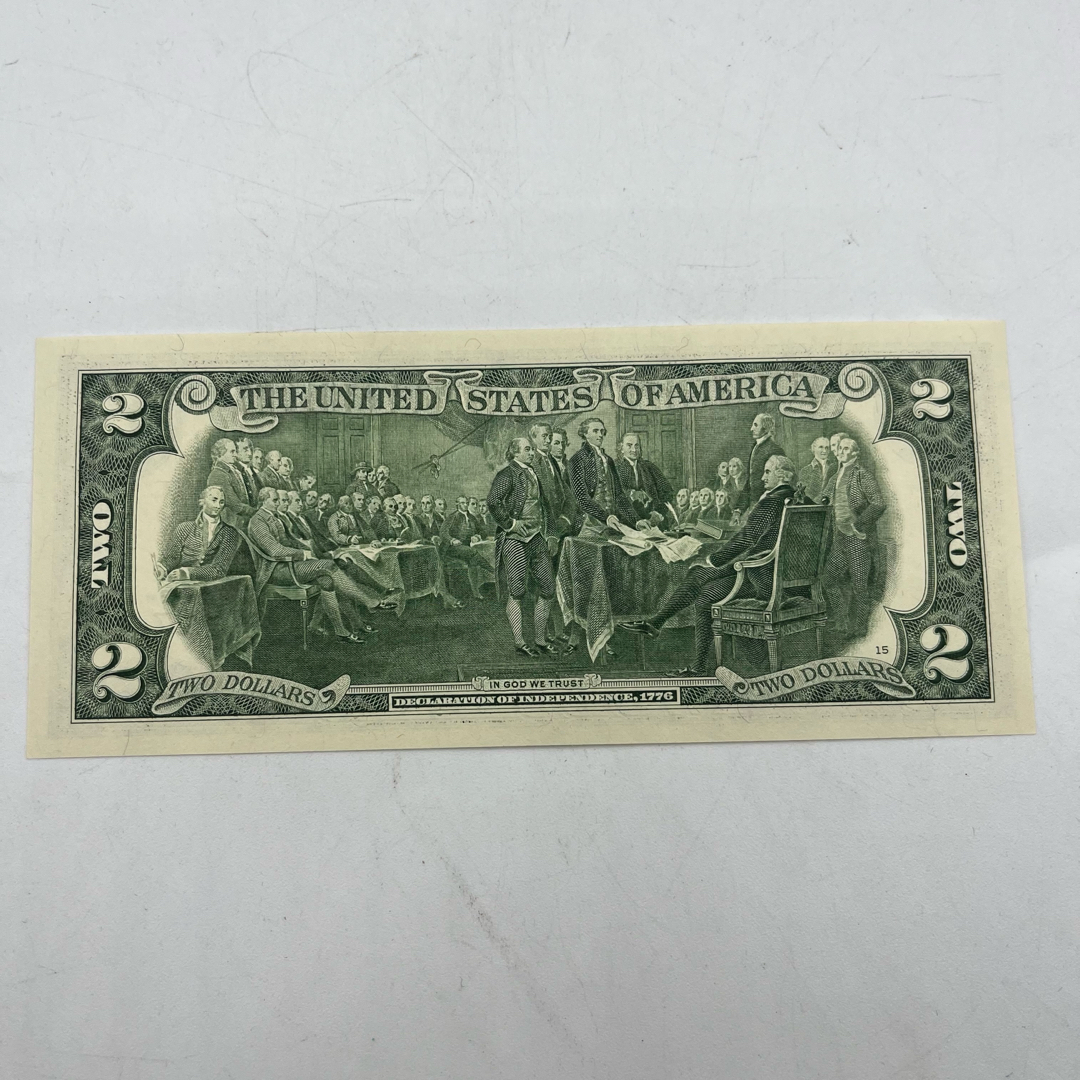 THE UNITED STATES OF AMERICA
2 2
TWO TWO
2 2
15
TWO DOLLARS TWO DOLLARS
IN GOD WE TRUST
DECLARATION OF INDEPENDENCE, 1776